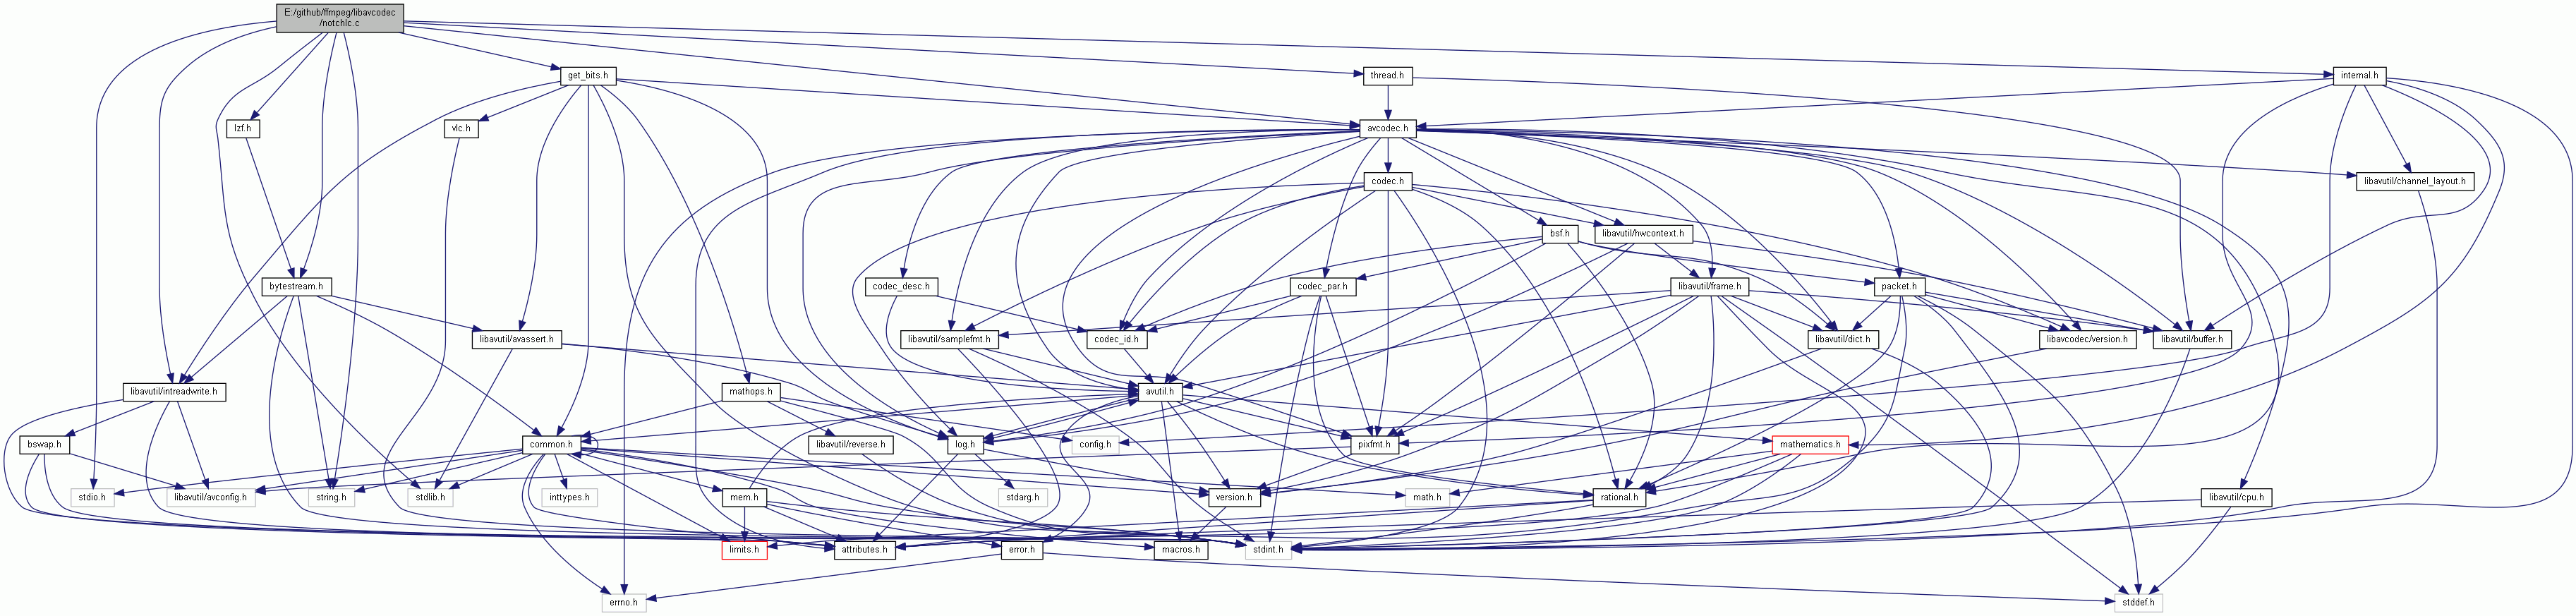 E:/github/ffmpeg/libavcodec
/notchlc.c
get_bits.h
thread.h
internal.h
lzf.h
vlc.h
avcodec.h
codec.h
libavutil/channel_layout.h
bsf.h
libavutil/hwcontext.h
bytestream.h
codec_desc.h
codec_par.h
libavutil/frame.h
packet.h
libavutil/avassert.h
libavutil/samplefmt.h
codec_id.h
libavutil/dict.h
libavcodec/version.h
libavutil/buffer.h
libavutil/intreadwrite.h
mathops.h
avutil.h
bswap.h
common.h
libavutil/reverse.h
log.h
config.h
pixfmt.h
mathematics.h
stdio.h
libavutil/avconfig.h
string.h
stdlib.h
inttypes.h
mem.h
stdarg.h
math.h
version.h
rational.h
libavutil/cpu.h
limits.h
attributes.h
error.h
macros.h
stdint.h
errno.h
stddef.h